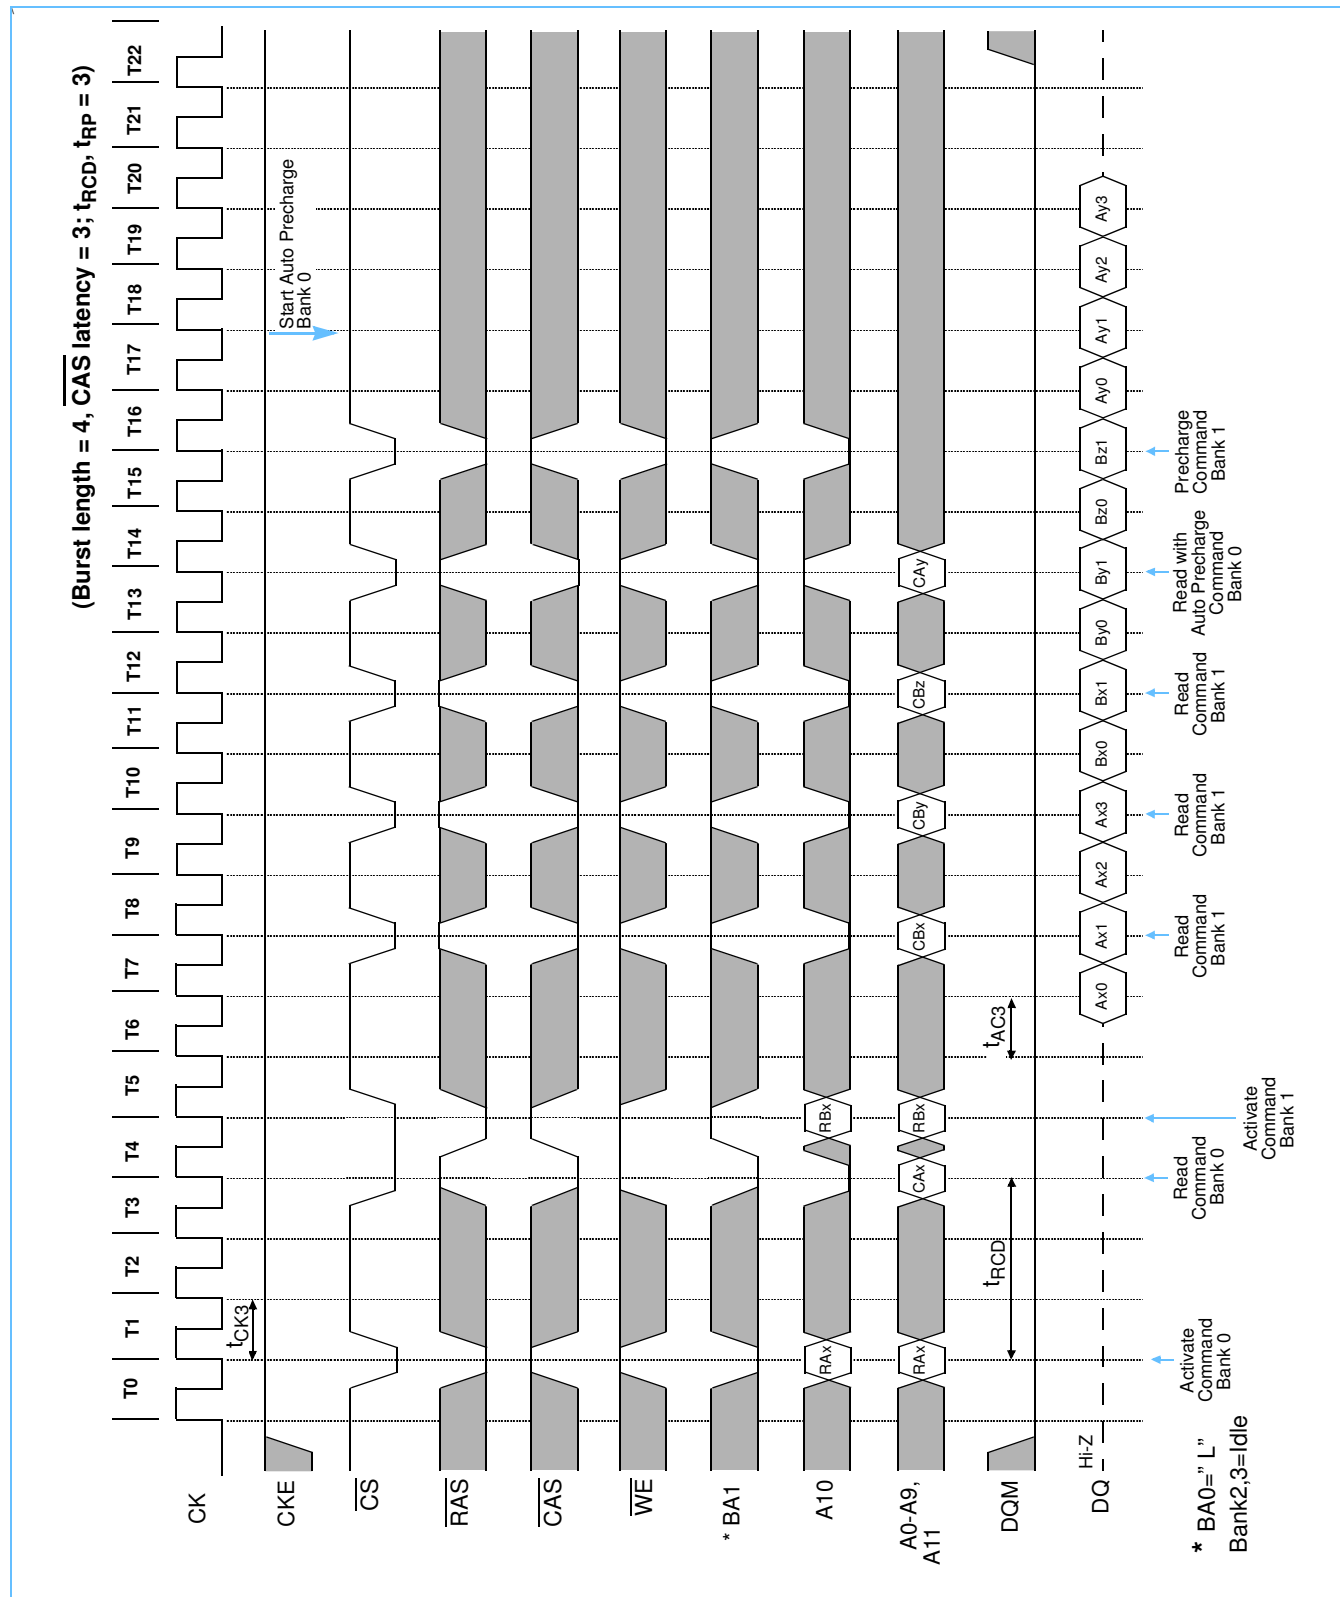 (Burst length = 4, CAS latency = 3; tRCD, tRP = 3)
T0 T1 T2 T3 T4 T5 T6 T7 T8 T9 T10 T11 T12 T13 T14 T15 T16 T17 T18 T19 T20 T21 T22
CK
tCK3
CKE
Start Auto Precharge
Bank 0
CS
RAS
CAS
WE
* BA1
A10
RAx RBx
A0-A9,
A11
RAx CAx RBx CBx CBy CBz CAy
DQM
tRCD
tAC3
Hi-Z
DQ
Ax0 Ax1 Ax2 Ax3 Bx0 Bx1 By0 By1 Bz0 Bz1 Ay0 Ay1 Ay2 Ay3
Activate
Command
Bank 0
Read
Command
Bank 0
Activate
Command
Bank 1
Read
Command
Bank 1
Read
Command
Bank 1
Read
Command
Bank 1
Read with
Auto Precharge
Command
Bank 0
Precharge
Command
Bank 1
* BA0=” L”
Bank2,3=Idle